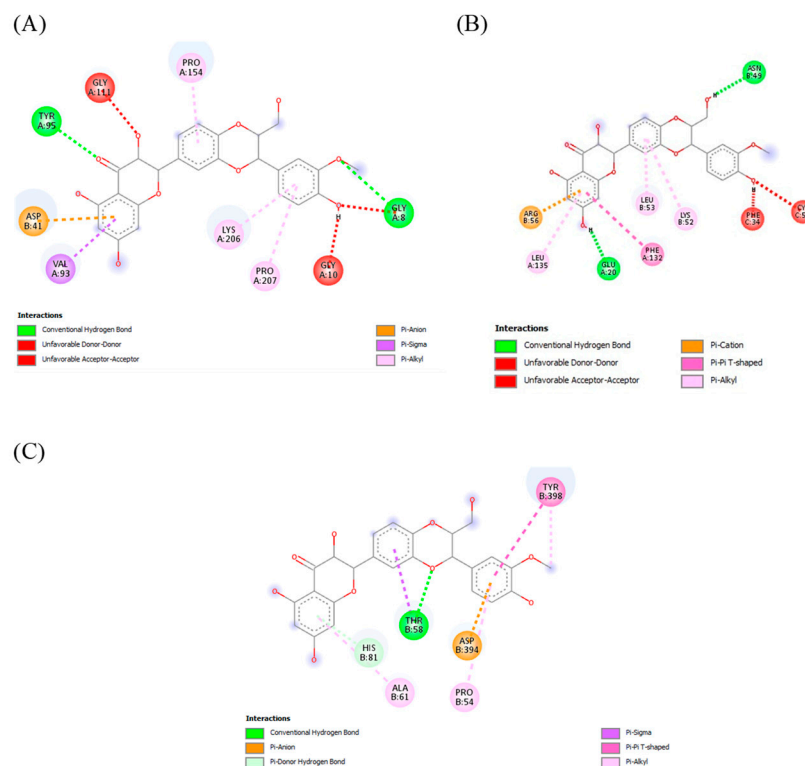 (A)
PRO
A:154
GLY
A:111
TYR
A:95
ASP
B:41
VAL
A:93
LYS
A:206
PRO
A:207
GLY
A:10
GLY
A:8
H
O
O
O
O
O
O
O
O
O
Interactions
Conventional Hydrogen Bond
Unfavorable Donor-Donor
Unfavorable Acceptor-Acceptor
Pi-Anion
Pi-Sigma
Pi-Alkyl
(B)
ASN
B:49
H
ARG
B:56
LEU
A:135
GLU
A:20
PHE
A:132
LEU
B:53
LYS
B:52
PHE
C:34
H
H
Interactions
Conventional Hydrogen Bond
Unfavorable Donor-Donor
Unfavorable Acceptor-Acceptor
Pi-Cation
Pi-Pi T-shaped
Pi-Alkyl
(C)
TYR
B:398
THR
B:58
ASP
B:394
HIS
B:81
ALA
B:61
PRO
B:54
Interactions
Conventional Hydrogen Bond
Pi-Anion
Pi-Donor Hydrogen Bond
Pi-Sigma
Pi-Pi T-shaped
Pi-Alkyl